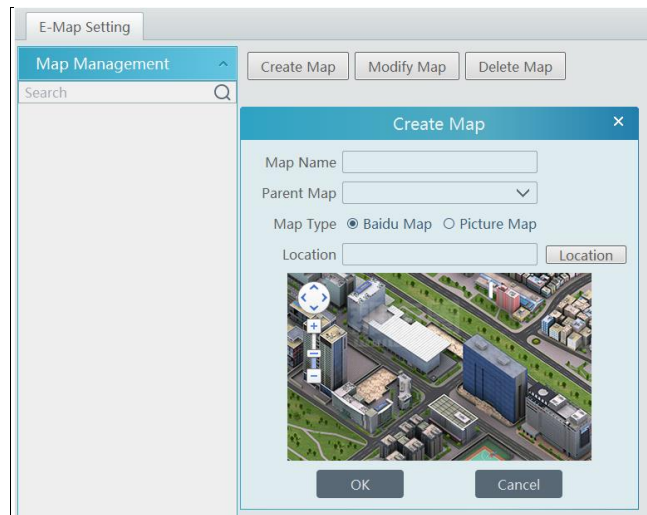 E-Map Setting
Map Management
Create Map Modify Map Delete Map
Search
Create Map ×
Map Name
Parent Map
Map Type Baidu Map Picture Map
Location Location
OK Cancel